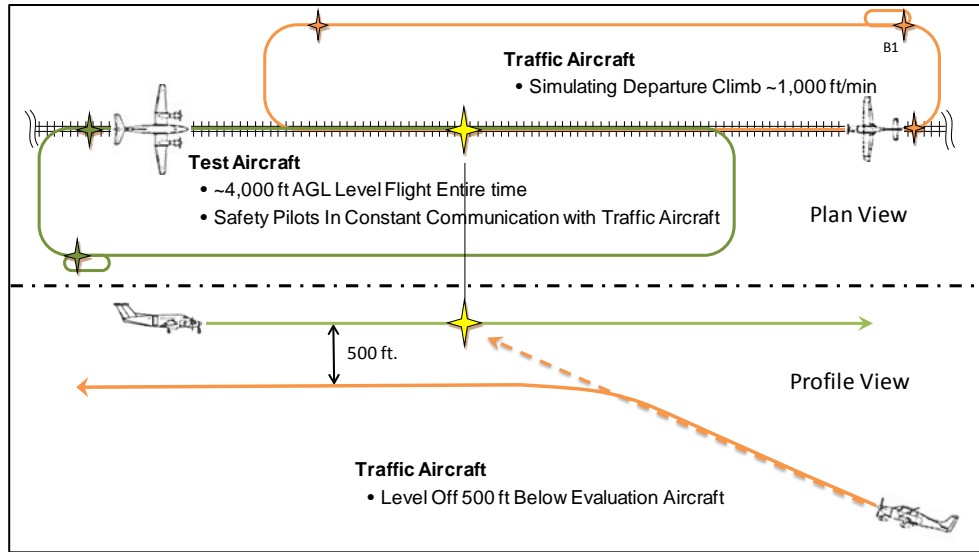 Traffic Aircraft
• Simulating Departure Climb ~1,000 ft/min
B1
Test Aircraft
• ~4,000 ft AGL Level Flight Entire time
• Safety Pilots In Constant Communication with Traffic Aircraft
Plan View
500 ft.
Profile View
Traffic Aircraft
• Level Off 500 ft Below Evaluation Aircraft